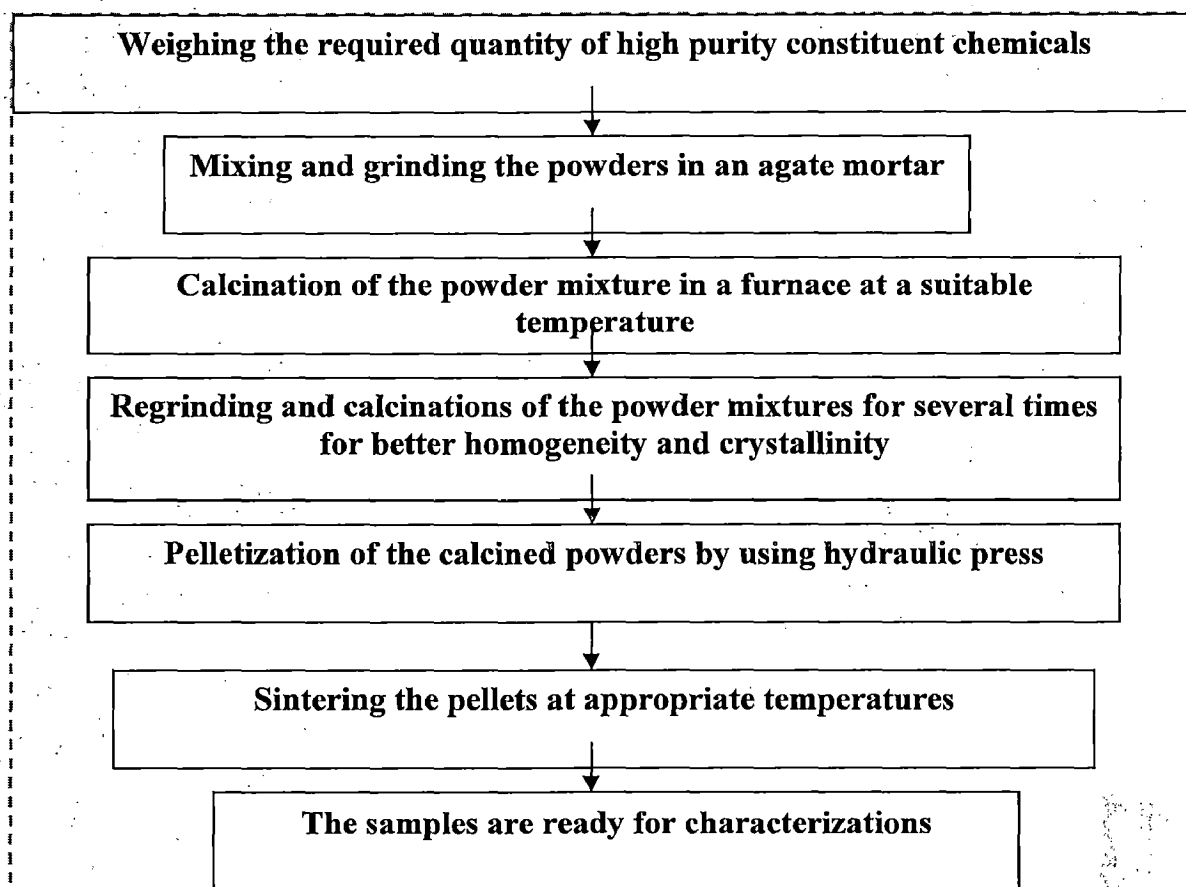 Weighing the required quantity of high purity constituent chemicals
Mixing and grinding the powders in an agate mortar
Calcination of the powder mixture in a furnace at a suitable
temperature
Regrinding and calcinations of the powder mixtures for several times
for better homogeneity and crystallinity
Pelletization of the calcined powders by using hydraulic press
Sintering the pellets at appropriate temperatures
The samples are ready for characterizations